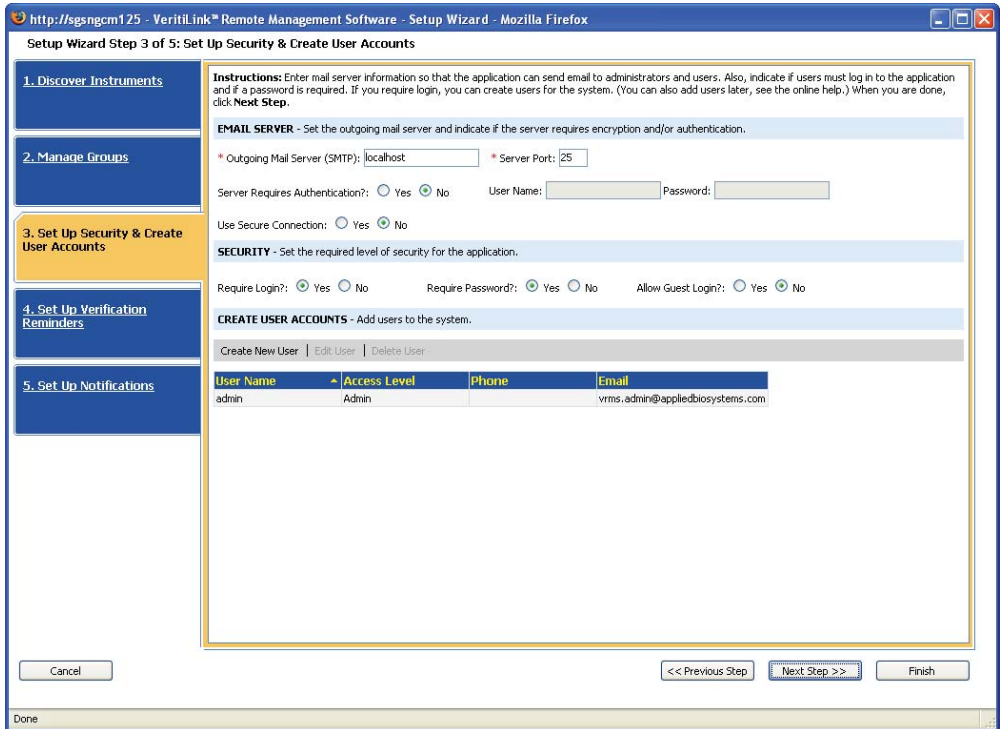 http://sgsngcm125 - VeritiLink™ Remote Management Software - Setup Wizard - Mozilla Firefox
Setup Wizard Step 3 of 5: Set Up Security & Create User Accounts
1. Discover Instruments
2. Manage Groups
3. Set Up Security & Create
User Accounts
4. Set Up Verification
Reminders
5. Set Up Notifications
Instructions: Enter mail server information so that the application can send email to administrators and users. Also, indicate if users must log in to the application
and if a password is required. If you require login, you can create users for the system. (You can also add users later, see the online help.) When you are done,
click Next Step.
EMAIL SERVER - Set the outgoing mail server and indicate if the server requires encryption and/or authentication.
* Outgoing Mail Server (SMTP): localhost * Server Port: 25
Server Requires Authentication?: Yes No User Name: Password:
Use Secure Connection: Yes No
SECURITY - Set the required level of security for the application.
Require Login?: Yes No Require Password?: Yes No Allow Guest Login?: Yes No
CREATE USER ACCOUNTS - Add users to the system.
Create New User | Edit User | Delete User
User Name Access Level Phone Email
admin Admin vrms.admin@appliedbiosystems.com
Cancel << Previous Step Next Step >> Finish
Done